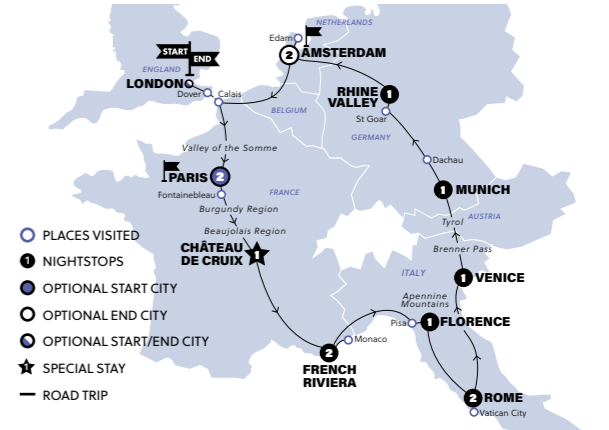 NETHERLANDS
Edam
2
AMSTERDAM
START
END
ENGLAND
LONDON
Dover
Calais
RHINE
VALLEY
1
St Goar
BELGIUM
GERMANY
Valley of the Somme
Dachau
PARIS
2
Fontainebleau
FRANCE
1
MUNICH
Burgundy Region
Tyrol
AUSTRIA
Beaujolais Region
CHÂTEAU
DE CRUIX
1
Brenner Pass
ITALY
1
VENICE
Apennine
Mountains
Pisa
1
FLORENCE
Monaco
2
FRENCH
RIVIERA
2
ROME
Vatican City
PLACES VISITED
1 NIGHTSTOPS
OPTIONAL START CITY
OPTIONAL END CITY
OPTIONAL START/END CITY
1 SPECIAL STAY
ROAD TRIP